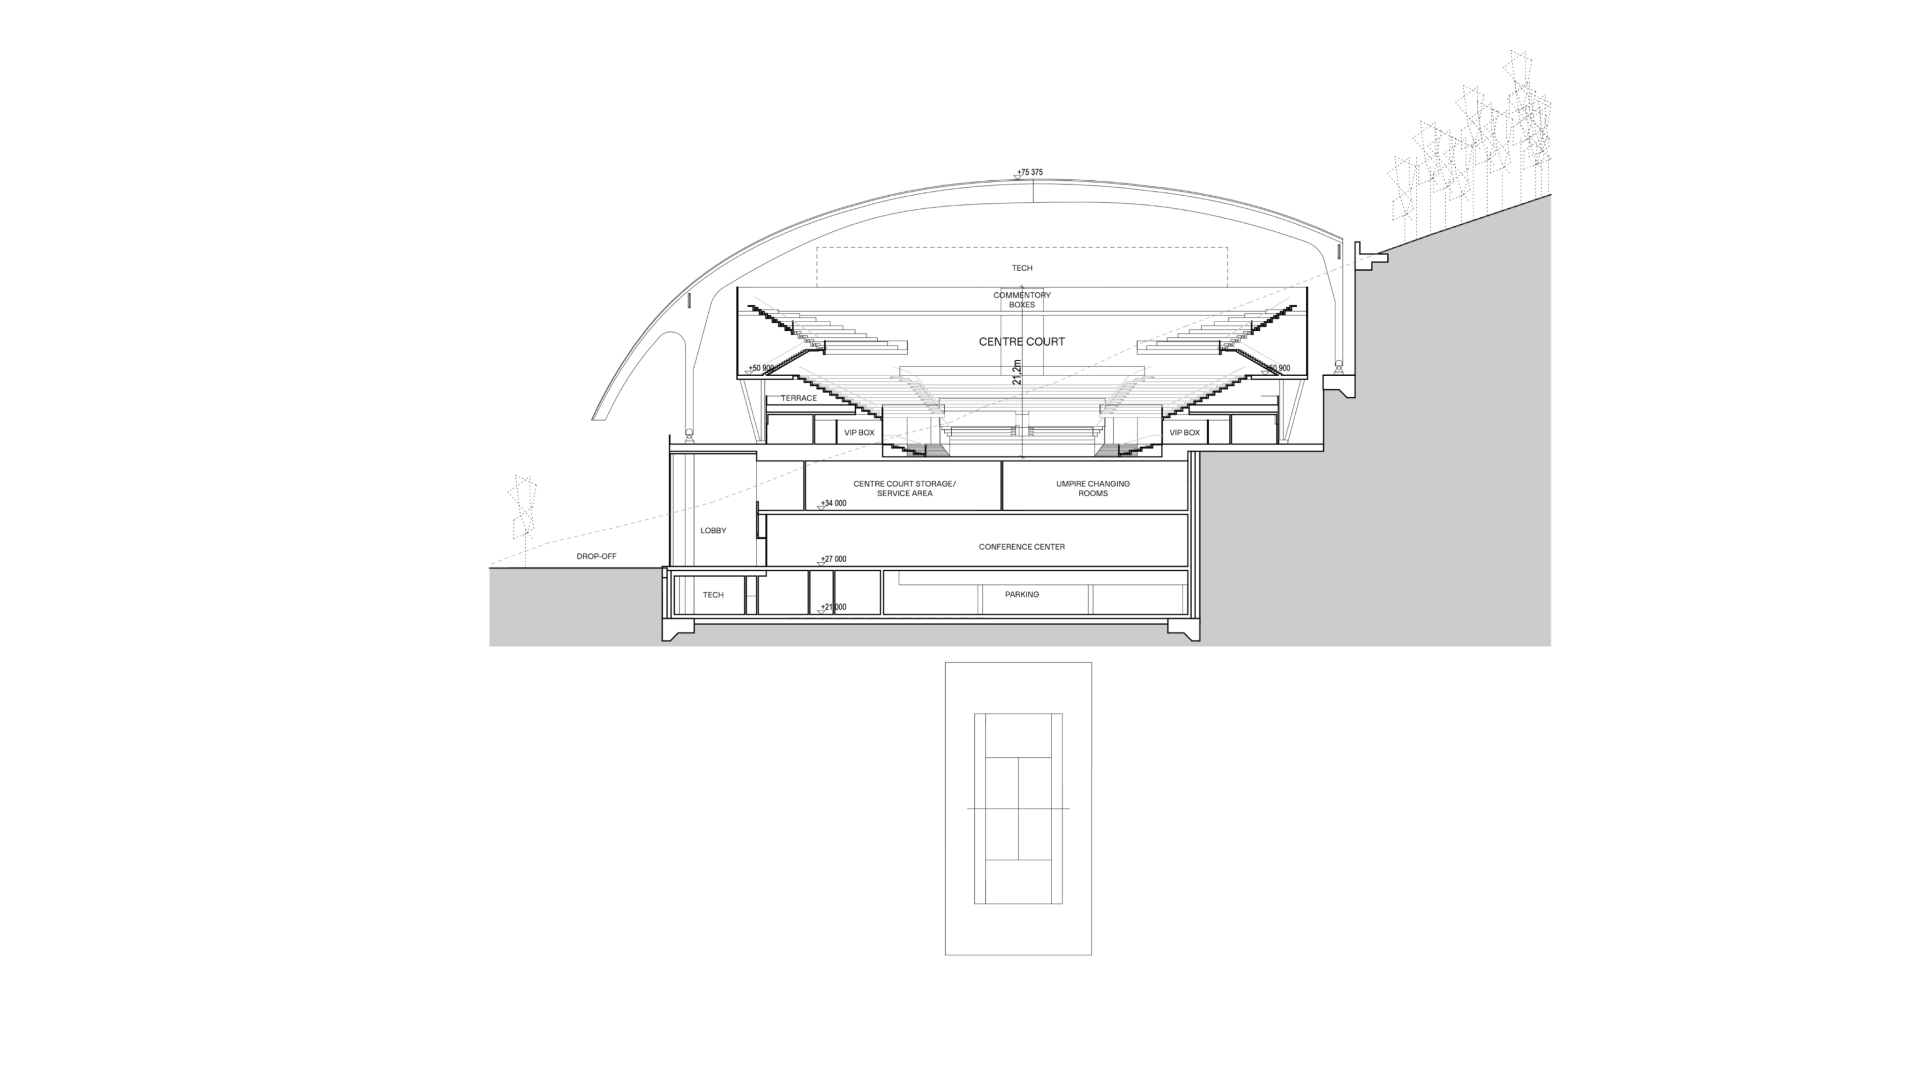 +75 375
TECH
COMMENTORY
BOXES
CENTRE COURT
21,2m
+50 900
+50 900
TERRACE
VIP BOX
VIP BOX
CENTRE COURT STORAGE/
SERVICE AREA
UMPIRE CHANGING
ROOMS
+34 000
LOBBY
CONFERENCE CENTER
DROP-OFF
+27 000
TECH
PARKING
+21 000